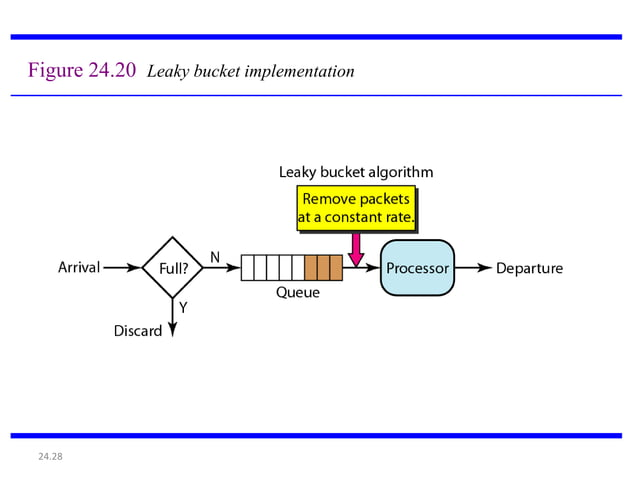 Figure 24.20 Leaky bucket implementation
Leaky bucket algorithm
Remove packets
at a constant rate.
Arrival
Full?
N
Queue
Processor
Departure
Y
Discard
24.28